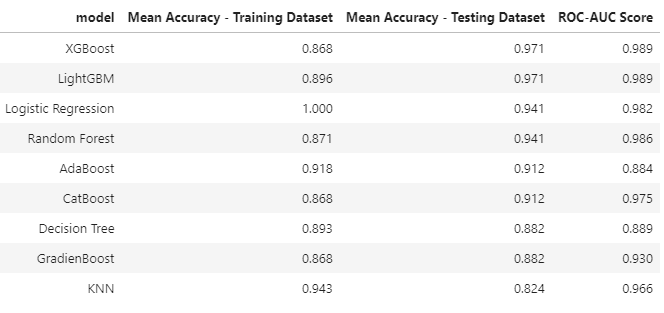 model Mean Accuracy - Training Dataset Mean Accuracy - Testing Dataset ROC-AUC Score
XGBoost 0.868 0.971 0.989
LightGBM 0.896 0.971 0.989
Logistic Regression 1.000 0.941 0.982
Random Forest 0.871 0.941 0.986
AdaBoost 0.918 0.912 0.884
CatBoost 0.868 0.912 0.975
Decision Tree 0.893 0.882 0.889
GradienBoost 0.868 0.882 0.930
KNN 0.943 0.824 0.966